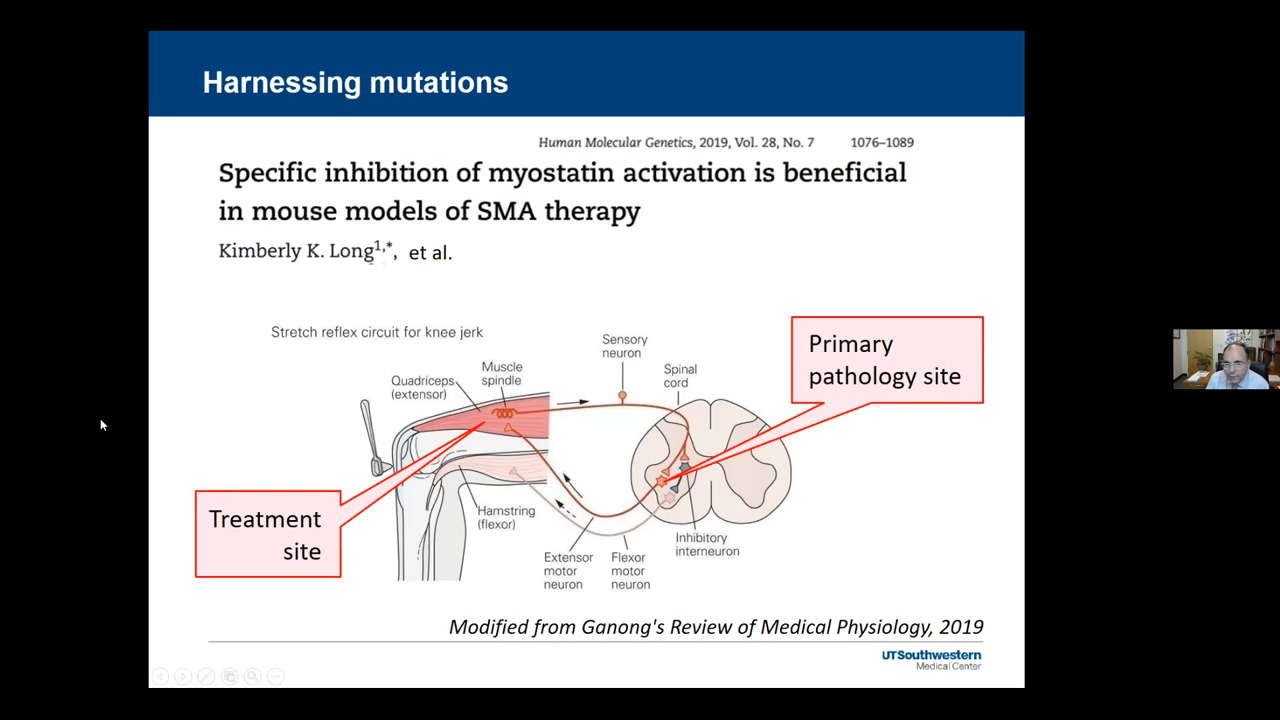 Harnessing mutations
Human Molecular Genetics, 2019, Vol. 28, No. 7 1076–1089
Specific inhibition of myostatin activation is beneficial
in mouse models of SMA therapy
Kimberly K. Long1,*, et al.
Stretch reflex circuit for knee jerk
Quadriceps
(extensor)
Muscle
spindle
Sensory
neuron
Spinal
cord
Primary
pathology site
Treatment
site
Hamstring
(flexor)
Extensor
motor
neuron
Flexor
motor
neuron
Inhibitory
interneuron
Modified from Ganong's Review of Medical Physiology, 2019
UTSouthwestern
Medical Center